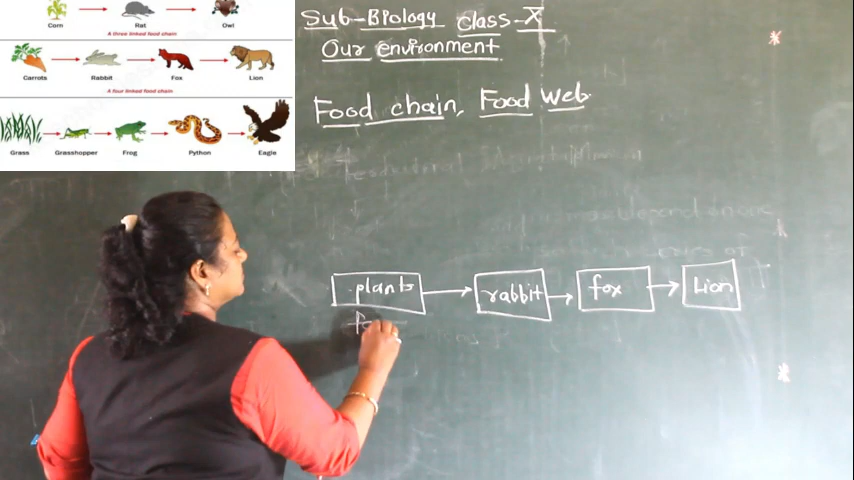 Corn Rat Owl
A three linked food chain
Carrots Rabbit Fox Lion
A four linked food chain
Grass Grasshopper Frog Python Eagle
Sub-Biology class-X
Our environment
Food chain, Food web
plants rabbit fox Lion